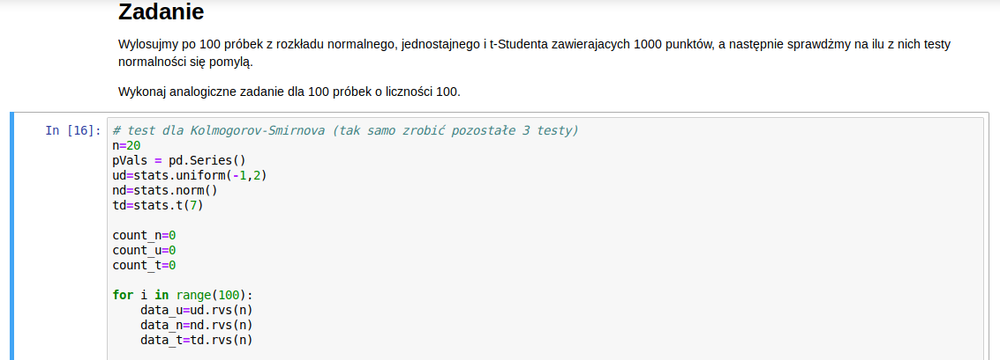 Zadanie
Wylosujmy po 100 próbek z rozkładu normalnego, jednostajnego i t-Studenta zawierajacych 1000 punktów, a następnie sprawdźmy na ilu z nich testy
normalności się pomylą.
Wykonaj analogiczne zadanie dla 100 próbek o liczności 100.
In [16]:
# test dla Kolmogorov-Smirnova (tak samo zrobić pozostałe 3 testy)
n=20
pVals = pd.Series()
ud=stats.uniform(-1,2)
nd=stats.norm()
td=stats.t(7)
count_n=0
count_u=0
count_t=0
for i in range(100):
    data_u=ud.rvs(n)
    data_n=nd.rvs(n)
    data_t=td.rvs(n)